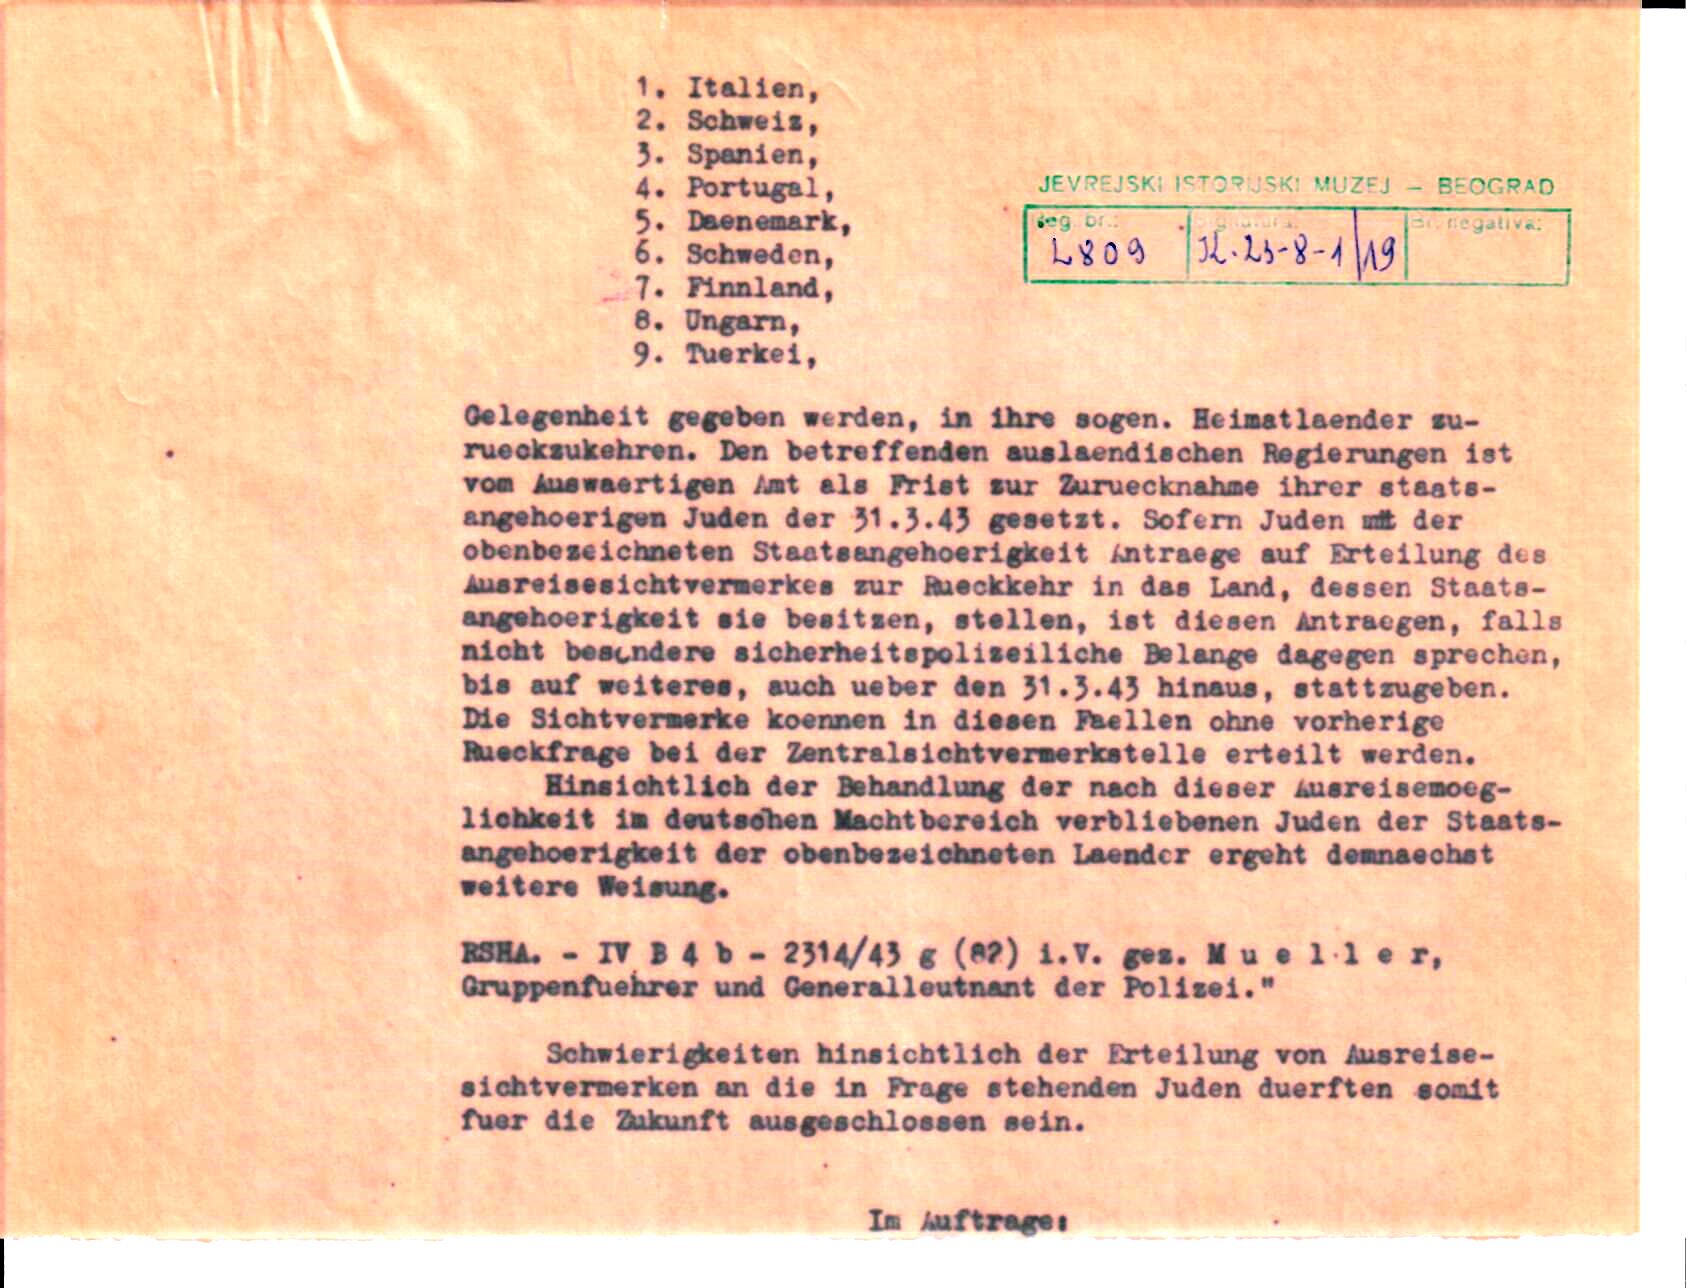 1. Italien,
2. Schweiz,
3. Spanien,
4. Portugal,
5. Daenemark,
6. Schweden,
7. Finnland,
8. Ungarn,
9. Tuerkei,
JEVREJSKI ISTORIJSKI MUZEJ — BEOGRAD
Reg. br.: Signatura: Br. negativa:
L809 K.23-8-1/19
Gelegenheit gegeben werden, in ihre sogen. Heimatlaender zu-
rueckzukehren. Den betreffenden auslaendischen Regierungen ist
vom Auswaertigen Amt als Frist zur Zuruecknahme ihrer staats-
angehoerigen Juden der 31.3.43 gesetzt. Sofern Juden mit der
obenbezeichneten Staatsangehoerigkeit Antraege auf Erteilung des
Ausreisesichtvermerkes zur Rueckkehr in das Land, dessen Staats-
angehoerigkeit sie besitzen, stellen, ist diesen Antraegen, falls
nicht besondere sicherheitspolizeiliche Belange dagegen sprechen,
bis auf weiteres, auch ueber den 31.3.43 hinaus, stattzugeben.
Die Sichtvermerke koennen in diesen Faellen ohne vorherige
Rueckfrage bei der Zentralsichtvermerkstelle erteilt werden.
Hinsichtlich der Behandlung der nach dieser Ausreisemoeg-
lichkeit im deutschen Machtbereich verbliebenen Juden der Staats-
angehoerigkeit der obenbezeichneten Laender ergeht demnaechst
weitere Weisung.
RSHA. - IV B 4 b - 2314/43 g (82) i.V. gez. M u e l l e r,
Gruppenfuehrer und Generalleutnant der Polizei."
Schwierigkeiten hinsichtlich der Erteilung von Ausreise-
sichtvermerken an die in Frage stehenden Juden duerften somit
fuer die Zukunft ausgeschlossen sein.
Im Auftrage: